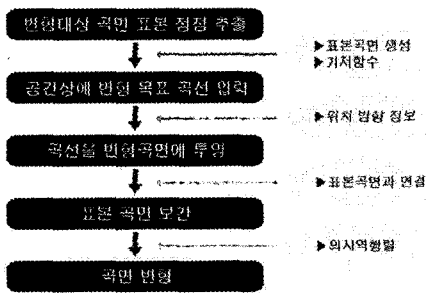 변형대상 곡면 표본 정점 추출
▶표본곡면 생성
▶기저함수
공간상에 변형 목표 곡선 입력
▶위치 방향 정보
곡선을 변형곡면에 투영
▶표본곡면과 연결
표본 곡면 보간
▶의사역행렬
곡면 변형